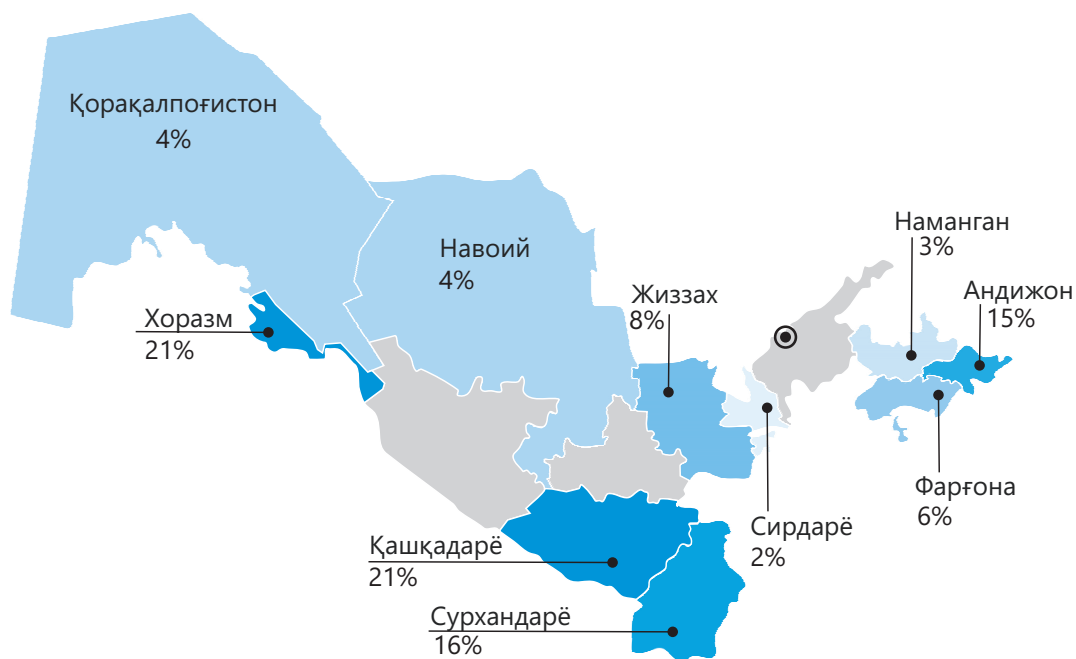 Қорақалпоғистон
4%
Навоий
4%
Наманган
3%
Андижон
15%
Жиззах
8%
Хоразм
21%
Фарғона
6%
Сирдарё
2%
Қашқадарё
21%
Сурхандарё
16%